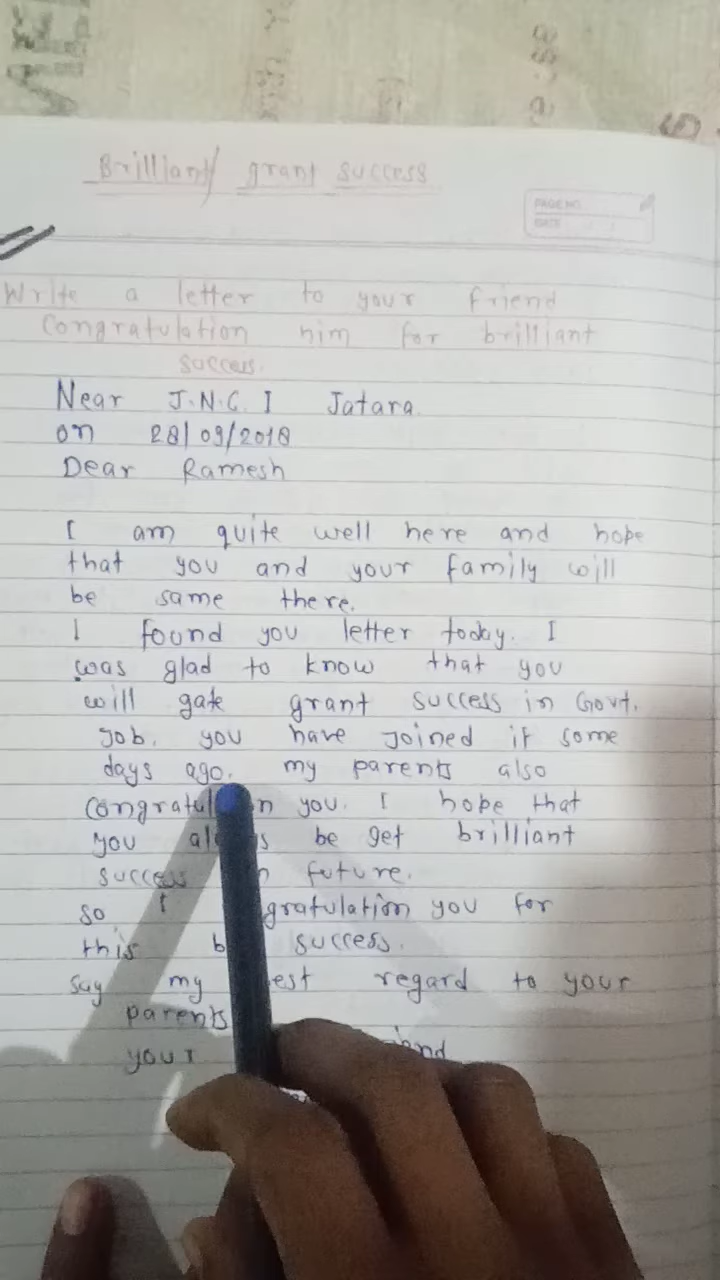 Brilliant/ grant success
PAGE NO
DATE
Write a letter to your friend
Congratulation him for brilliant
success.
Near J.N.C. I Jatara.
on 28/09/2018
Dear Ramesh
I am quite well here and hope
that you and your family will
be same there.
I found you letter today. I
was glad to know that you
will gate grant success in Govt.
Job. you have joined it some
days ago. my parents also
you. I hope that
you be get brilliant
success future.
so I you for
this success.
say my regard to your
parents
your